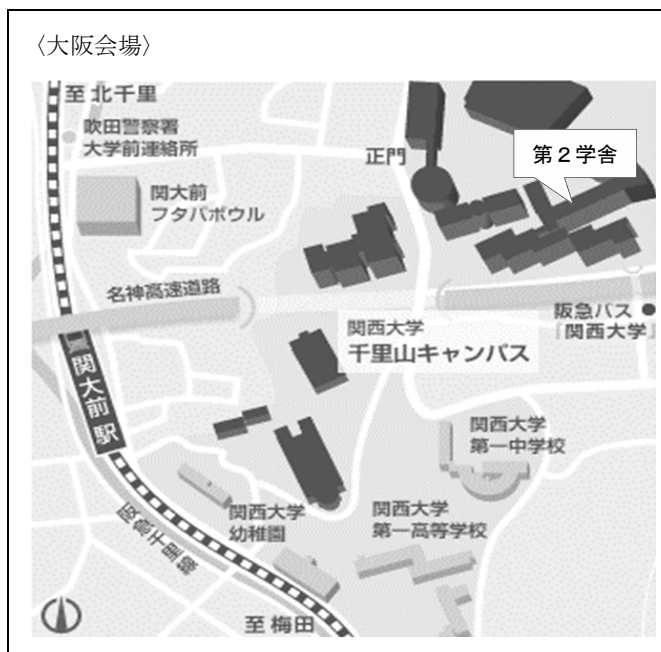 〈大阪会場〉
至 北千里
吹田警察署
大学前連絡所
正門
第２学舎
関大前
フタバボウル
名神高速道路
阪急バス
「関西大学」
関西大学
千里山キャンパス
関大前駅
関西大学
第一中学校
関西大学
幼稚園
関西大学
第一高等学校
阪急千里線
至 梅田